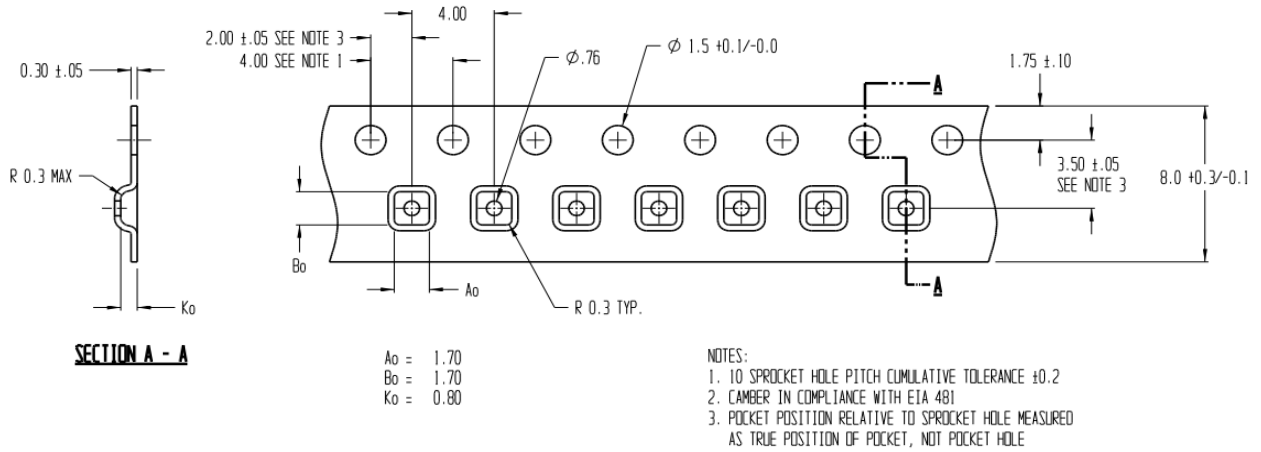 4.00
2.00 ±.05 SEE NOTE 3
4.00 SEE NOTE 1
Ø.76
Ø 1.5 +0.1/-0.0
A
1.75 ±.10
0.30 ±.05
R 0.3 MAX
3.50 ±.05
SEE NOTE 3
8.0 +0.3/-0.1
Bo
Ao
Ko
R 0.3 TYP.
A
SECTION A - A
Ao = 1.70
Bo = 1.70
Ko = 0.80
NOTES:
1. 10 SPROCKET HOLE PITCH CUMULATIVE TOLERANCE ±0.2
2. CAMBER IN COMPLIANCE WITH EIA 481
3. POCKET POSITION RELATIVE TO SPROCKET HOLE MEASURED
AS TRUE POSITION OF POCKET, NOT POCKET HOLE